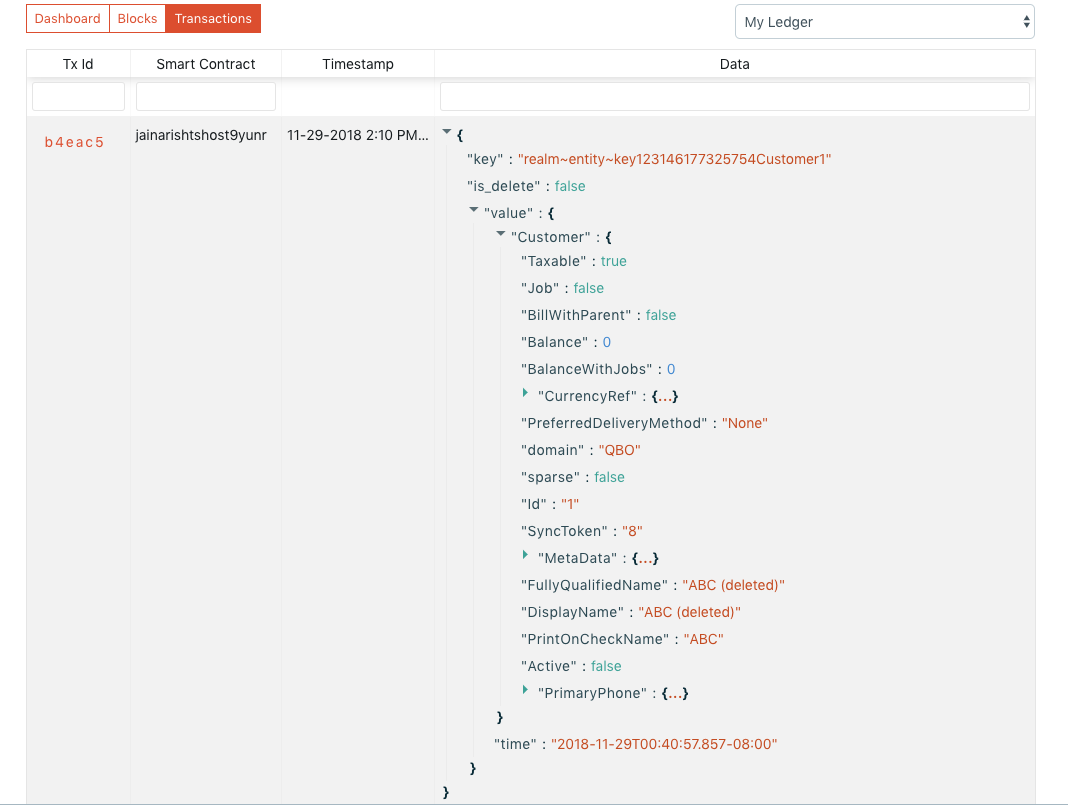 Dashboard Blocks Transactions My Ledger
Tx Id Smart Contract Timestamp Data
b4eac5 jainarishtshost9yunr 11-29-2018 2:10 PM... {
"key" : "realm~entity~key123146177325754Customer1"
"is_delete" : false
"value" : {
"Customer" : {
"Taxable" : true
"Job" : false
"BillWithParent" : false
"Balance" : 0
"BalanceWithJobs" : 0
"CurrencyRef" : {...}
"PreferredDeliveryMethod" : "None"
"domain" : "QBO"
"sparse" : false
"Id" : "1"
"SyncToken" : "8"
"MetaData" : {...}
"FullyQualifiedName" : "ABC (deleted)"
"DisplayName" : "ABC (deleted)"
"PrintOnCheckName" : "ABC"
"Active" : false
"PrimaryPhone" : {...}
}
"time" : "2018-11-29T00:40:57.857-08:00"
}
}